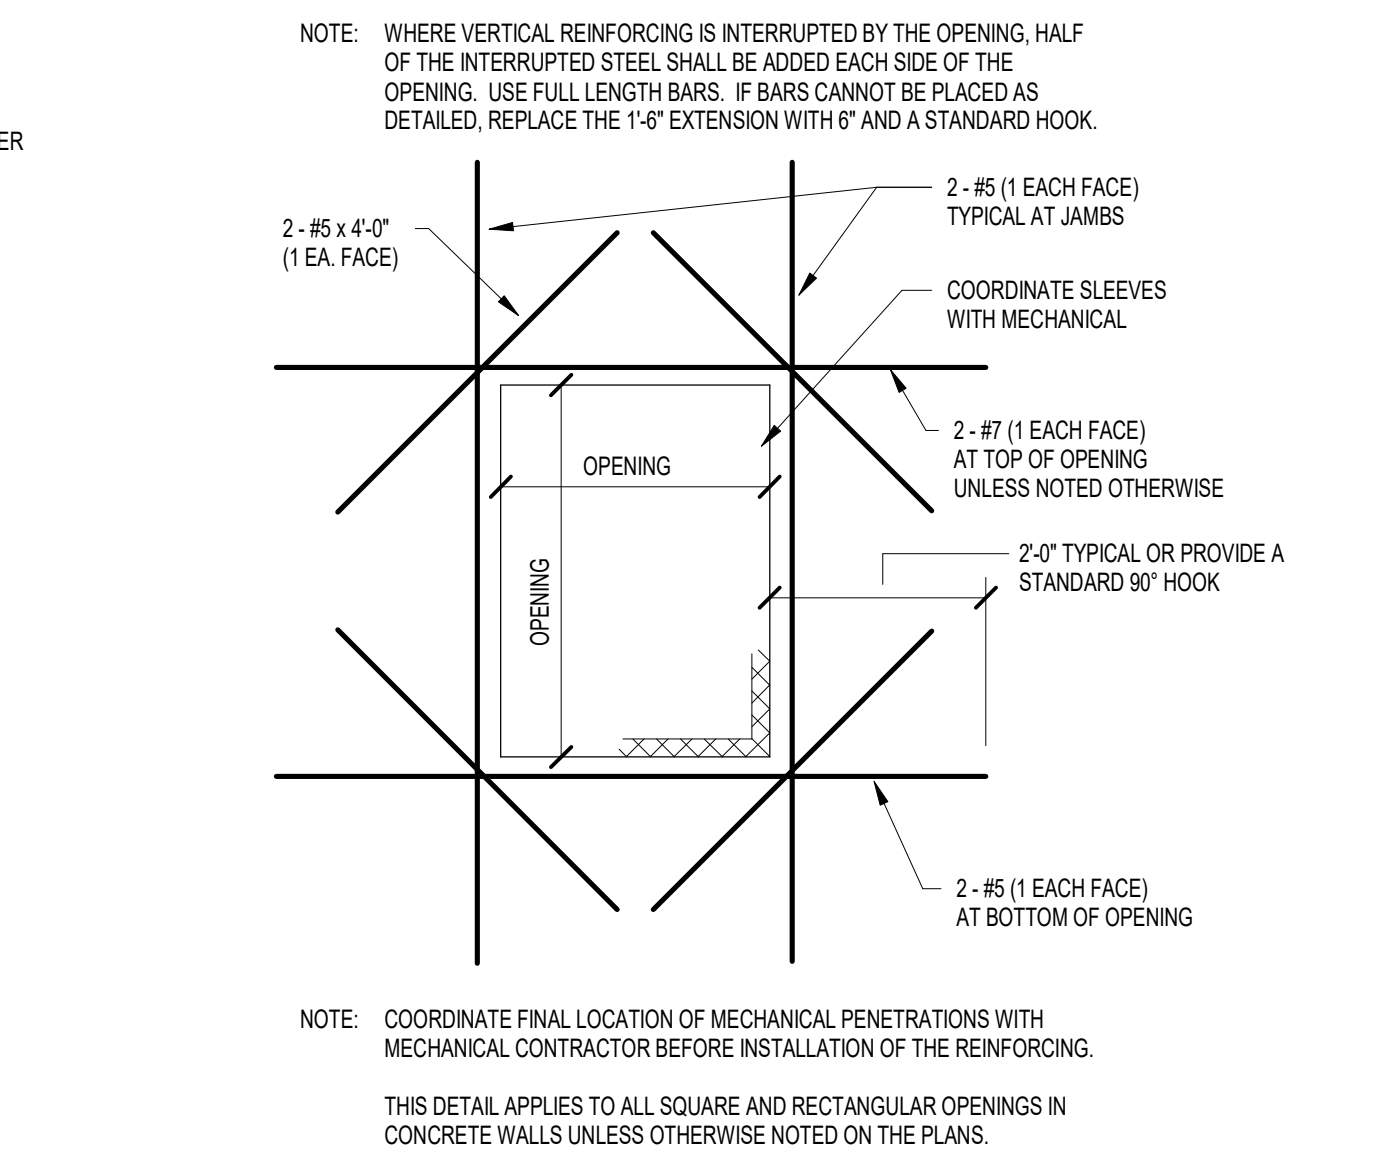 NOTE: WHERE VERTICAL REINFORCING IS INTERRUPTED BY THE OPENING, HALF
OF THE INTERRUPTED STEEL SHALL BE ADDED EACH SIDE OF THE
OPENING. USE FULL LENGTH BARS. IF BARS CANNOT BE PLACED AS
DETAILED, REPLACE THE 1'-6" EXTENSION WITH 6" AND A STANDARD HOOK.
ER
2 - #5 (1 EACH FACE)
TYPICAL AT JAMBS
2 - #5 x 4'-0"
(1 EA. FACE)
COORDINATE SLEEVES
WITH MECHANICAL
2 - #7 (1 EACH FACE)
AT TOP OF OPENING
UNLESS NOTED OTHERWISE
OPENING
OPENING
2'-0" TYPICAL OR PROVIDE A
STANDARD 90° HOOK
2 - #5 (1 EACH FACE)
AT BOTTOM OF OPENING
NOTE: COORDINATE FINAL LOCATION OF MECHANICAL PENETRATIONS WITH
MECHANICAL CONTRACTOR BEFORE INSTALLATION OF THE REINFORCING.
THIS DETAIL APPLIES TO ALL SQUARE AND RECTANGULAR OPENINGS IN
CONCRETE WALLS UNLESS OTHERWISE NOTED ON THE PLANS.